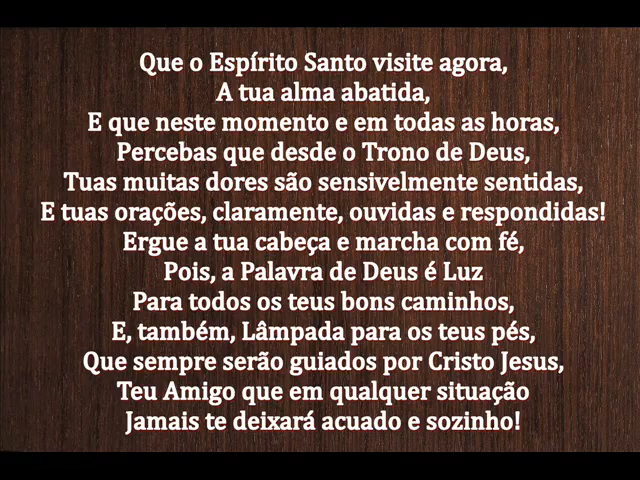 Que o Espírito Santo visite agora,
A tua alma abatida,
E que neste momento e em todas as horas,
Percebas que desde o Trono de Deus,
Tuas muitas dores são sensivelmente sentidas,
E tuas orações, claramente, ouvidas e respondidas!
Ergue a tua cabeça e marcha com fé,
Pois, a Palavra de Deus é Luz
Para todos os teus bons caminhos,
E, também, Lâmpada para os teus pés,
Que sempre serão guiados por Cristo Jesus,
Teu Amigo que em qualquer situação
Jamais te deixará acuado e sozinho!